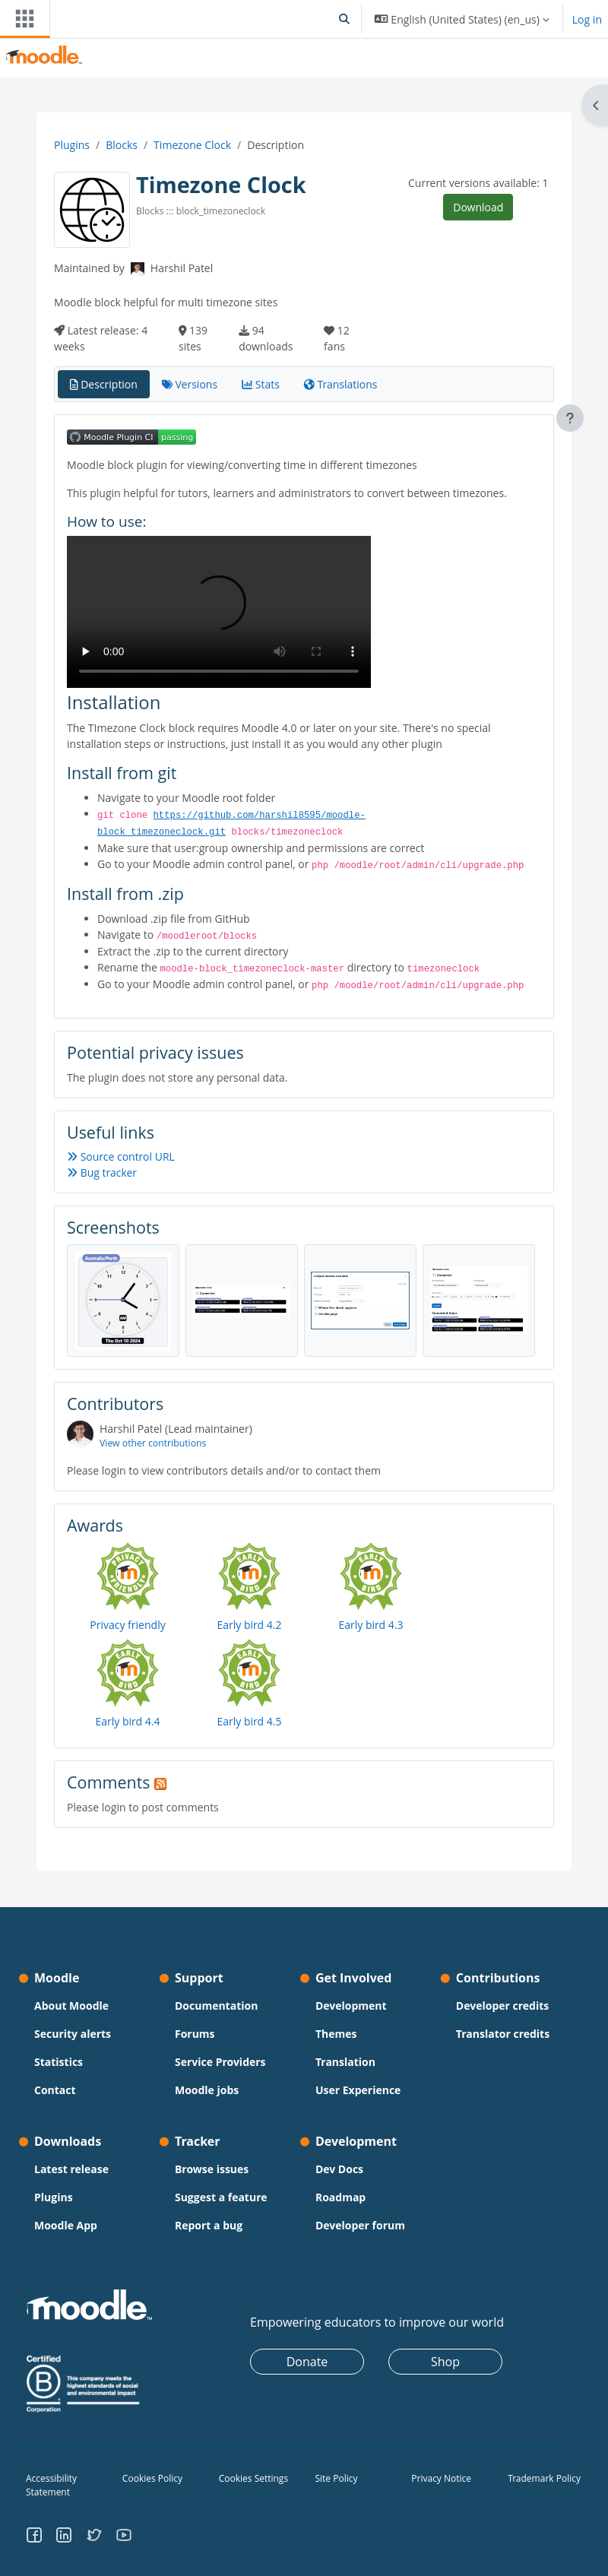 English (United States) (en_us)
Log in
moodle
Plugins / Blocks / Timezone Clock / Description
Timezone Clock
Blocks ::: block_timezoneclock
Current versions available: 1
Download
Maintained by Harshil Patel
Moodle block helpful for multi timezone sites
Latest release: 4 weeks
139 sites
94 downloads
12 fans
Description
Versions
Stats
Translations
?
Moodle Plugin CI passing
Moodle block plugin for viewing/converting time in different timezones
This plugin helpful for tutors, learners and administrators to convert between timezones.
How to use:
0:00
Installation
The TImezone Clock block requires Moodle 4.0 or later on your site. There's no special
installation steps or instructions, just install it as you would any other plugin
Install from git
Navigate to your Moodle root folder
git clone https://github.com/harshil8595/moodle-
block_timezoneclock.git blocks/timezoneclock
Make sure that user:group ownership and permissions are correct
Go to your Moodle admin control panel, or php /moodle/root/admin/cli/upgrade.php
Install from .zip
Download .zip file from GitHub
Navigate to /moodleroot/blocks
Extract the .zip to the current directory
Rename the moodle-block_timezoneclock-master directory to timezoneclock
Go to your Moodle admin control panel, or php /moodle/root/admin/cli/upgrade.php
Potential privacy issues
The plugin does not store any personal data.
Useful links
Source control URL
Bug tracker
Screenshots
Australia/Perth
AM
Thu Oct 10 2024
Contributors
Harshil Patel (Lead maintainer)
View other contributions
Please login to view contributors details and/or to contact them
Awards
PRIVACY FRIENDLY
EARLY BIRD
EARLY BIRD
Privacy friendly
Early bird 4.2
Early bird 4.3
EARLY BIRD
EARLY BIRD
Early bird 4.4
Early bird 4.5
Comments
Please login to post comments
Moodle
About Moodle
Security alerts
Statistics
Contact
Support
Documentation
Forums
Service Providers
Moodle jobs
Get Involved
Development
Themes
Translation
User Experience
Contributions
Developer credits
Translator credits
Downloads
Latest release
Plugins
Moodle App
Tracker
Browse issues
Suggest a feature
Report a bug
Development
Dev Docs
Roadmap
Developer forum
moodle
Empowering educators to improve our world
Donate
Shop
Certified
B
Corporation
This company meets the
highest standards of social
and environmental impact
Accessibility
Statement
Cookies Policy
Cookies Settings
Site Policy
Privacy Notice
Trademark Policy